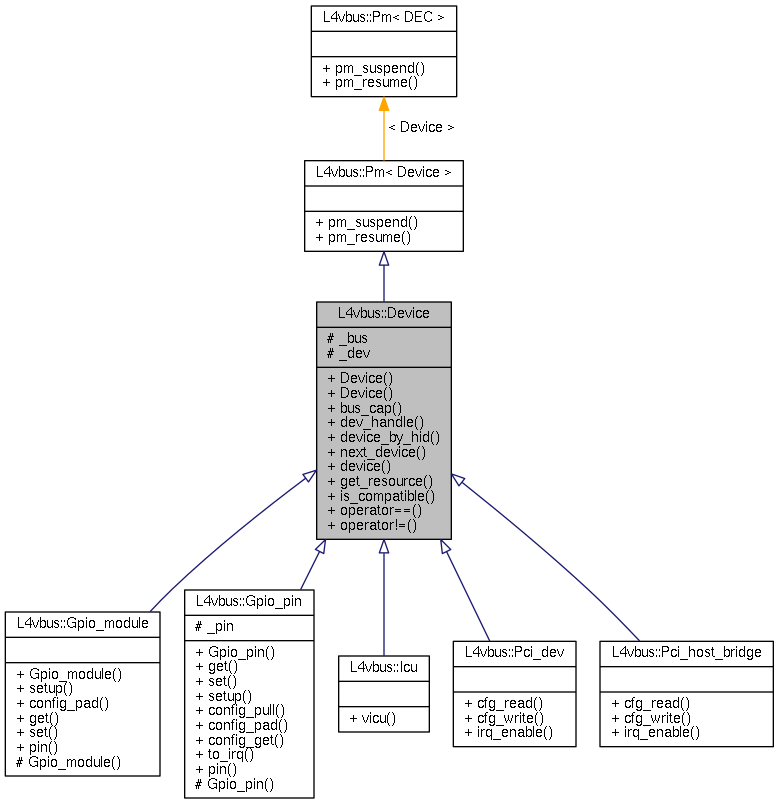 L4vbus::Pm< DEC >
+ pm_suspend()
+ pm_resume()
< Device >
L4vbus::Pm< Device >
+ pm_suspend()
+ pm_resume()
L4vbus::Device
# _bus
# _dev
+ Device()
+ Device()
+ bus_cap()
+ dev_handle()
+ device_by_hid()
+ next_device()
+ device()
+ get_resource()
+ is_compatible()
+ operator==()
+ operator!=()
L4vbus::Gpio_module
+ Gpio_module()
+ setup()
+ config_pad()
+ get()
+ set()
+ pin()
# Gpio_module()
L4vbus::Gpio_pin
# _pin
+ Gpio_pin()
+ get()
+ set()
+ setup()
+ config_pull()
+ config_pad()
+ config_get()
+ to_irq()
+ pin()
# Gpio_pin()
L4vbus::Icu
+ vicu()
L4vbus::Pci_dev
+ cfg_read()
+ cfg_write()
+ irq_enable()
L4vbus::Pci_host_bridge
+ cfg_read()
+ cfg_write()
+ irq_enable()